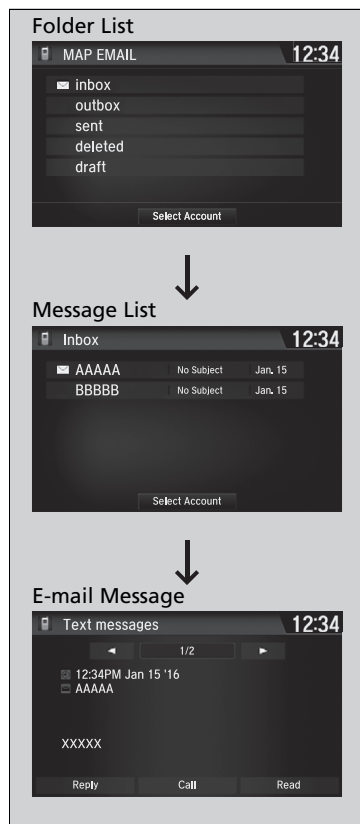 Folder List
MAP EMAIL 12:34
inbox
outbox
sent
deleted
draft
Select Account
Message List
Inbox 12:34
AAAAA No Subject Jan. 15
BBBBB No Subject Jan. 15
Select Account
E-mail Message
Text messages 12:34
1/2
12:34PM Jan 15 '16
AAAAA
XXXXX
Reply Call Read